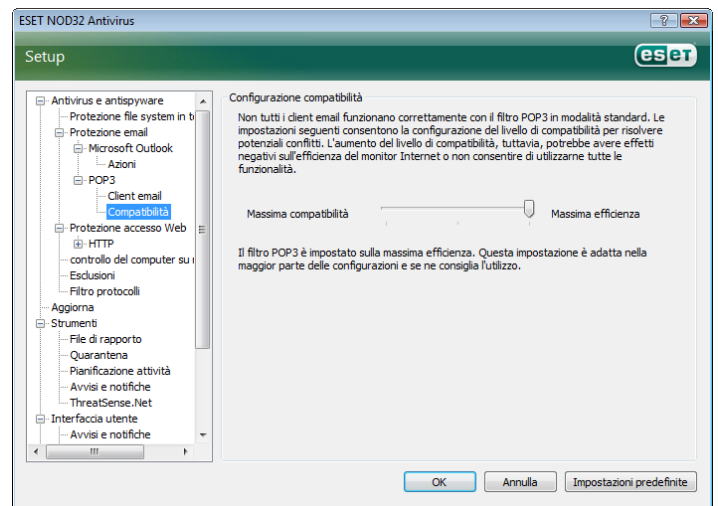 ESET NOD32 Antivirus
Setup
eseT
Antivirus e antispyware
Protezione file system in t
Protezione email
Microsoft Outlook
Azioni
POP3
Client email
Compatibilità
Protezione accesso Web
HTTP
controllo del computer su
Esclusioni
Filtro protocolli
Aggiorna
Strumenti
File di rapporto
Quarantena
Pianificazione attività
Avvisi e notifiche
ThreatSense.Net
Interfaccia utente
Avvisi e notifiche
Configurazione compatibilità
Non tutti i client email funzionano correttamente con il filtro POP3 in modalità standard. Le
impostazioni seguenti consentono la configurazione del livello di compatibilità per risolvere
potenziali conflitti. L'aumento del livello di compatibilità, tuttavia, potrebbe avere effetti
negativi sull'efficienza del monitor Internet o non consentire di utilizzarne tutte le
funzionalità.
Massima compatibilità
Massima efficienza
Il filtro POP3 è impostato sulla massima efficienza. Questa impostazione è adatta nella
maggior parte delle configurazioni e se ne consiglia l'utilizzo.
OK
Annulla
Impostazioni predefinite